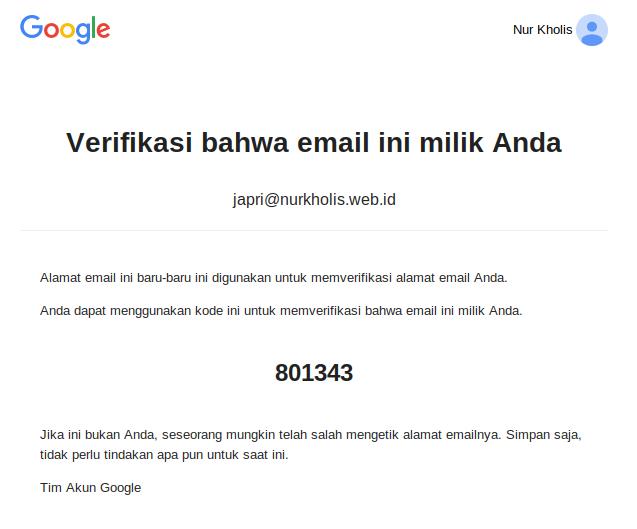 Google
Nur Kholis
Verifikasi bahwa email ini milik Anda
japri@nurkholis.web.id
Alamat email ini baru-baru ini digunakan untuk memverifikasi alamat email Anda.
Anda dapat menggunakan kode ini untuk memverifikasi bahwa email ini milik Anda.
801343
Jika ini bukan Anda, seseorang mungkin telah salah mengetik alamat emailnya. Simpan saja,
tidak perlu tindakan apa pun untuk saat ini.
Tim Akun Google